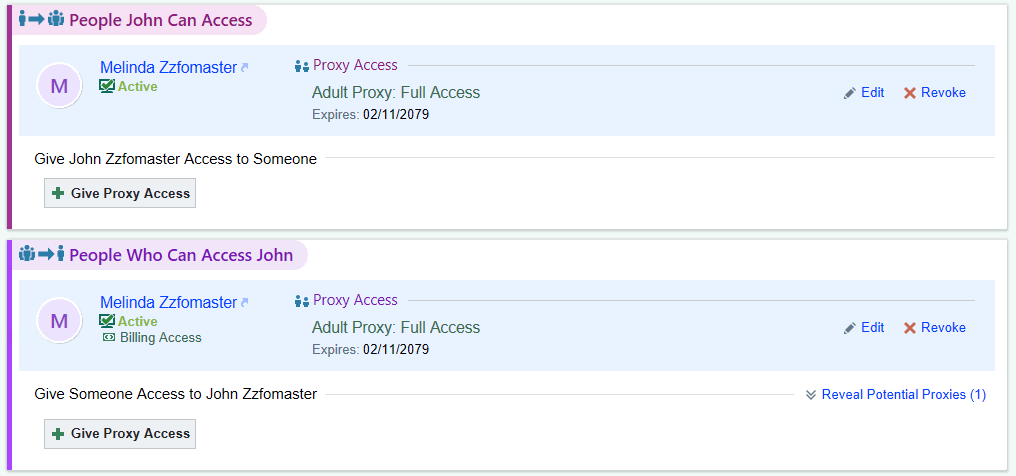 People John Can Access
M
Melinda Zzfomaster
Active
Proxy Access
Adult Proxy: Full Access
Expires: 02/11/2079
Edit
Revoke
Give John Zzfomaster Access to Someone
Give Proxy Access
People Who Can Access John
M
Melinda Zzfomaster
Active
Billing Access
Proxy Access
Adult Proxy: Full Access
Expires: 02/11/2079
Edit
Revoke
Give Someone Access to John Zzfomaster
Reveal Potential Proxies (1)
Give Proxy Access